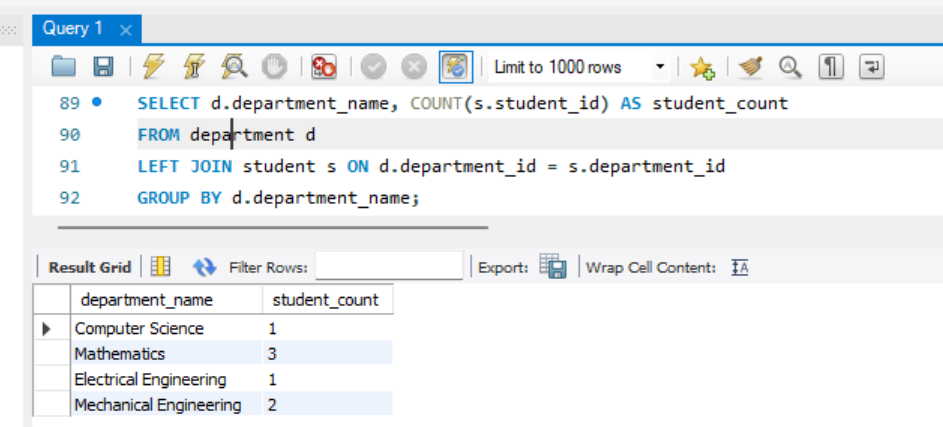 Query 1
Limit to 1000 rows
89 SELECT d.department_name, COUNT(s.student_id) AS student_count
90 FROM department d
91 LEFT JOIN student s ON d.department_id = s.department_id
92 GROUP BY d.department_name;
Result Grid Filter Rows: Export: Wrap Cell Content:
department_name student_count
Computer Science 1
Mathematics 3
Electrical Engineering 1
Mechanical Engineering 2